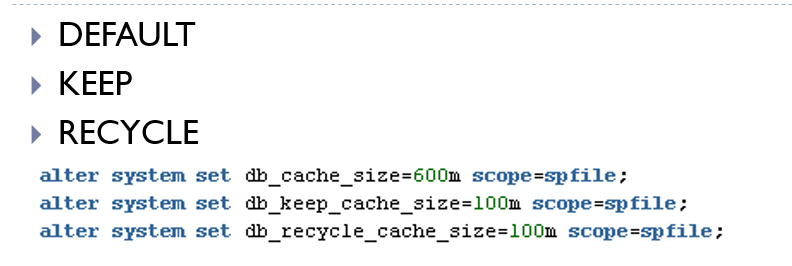 DEFAULT
KEEP
RECYCLE
alter system set db_cache_size=600m scope=spfile;
alter system set db_keep_cache_size=100m scope=spfile;
alter system set db_recycle_cache_size=100m scope=spfile;